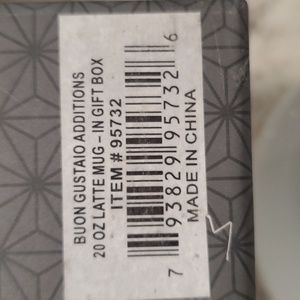 BUON GUSTAIO ADDITIONS
20 OZ LATTE MUG - IN GIFT BOX
ITEM # 95732
7 93829 95732 6
MADE IN CHINA